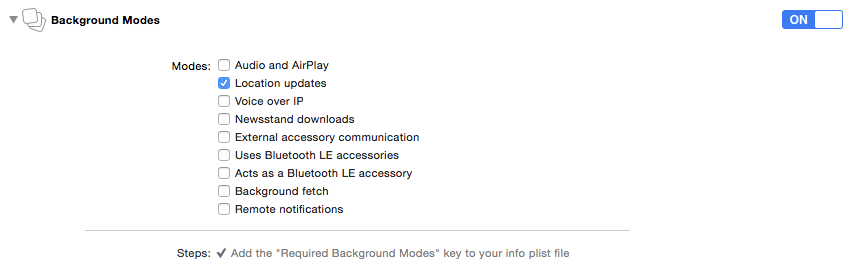 Background Modes
ON
Modes: Audio and AirPlay
Location updates
Voice over IP
Newsstand downloads
External accessory communication
Uses Bluetooth LE accessories
Acts as a Bluetooth LE accessory
Background fetch
Remote notifications
Steps: ✔ Add the "Required Background Modes" key to your info plist file